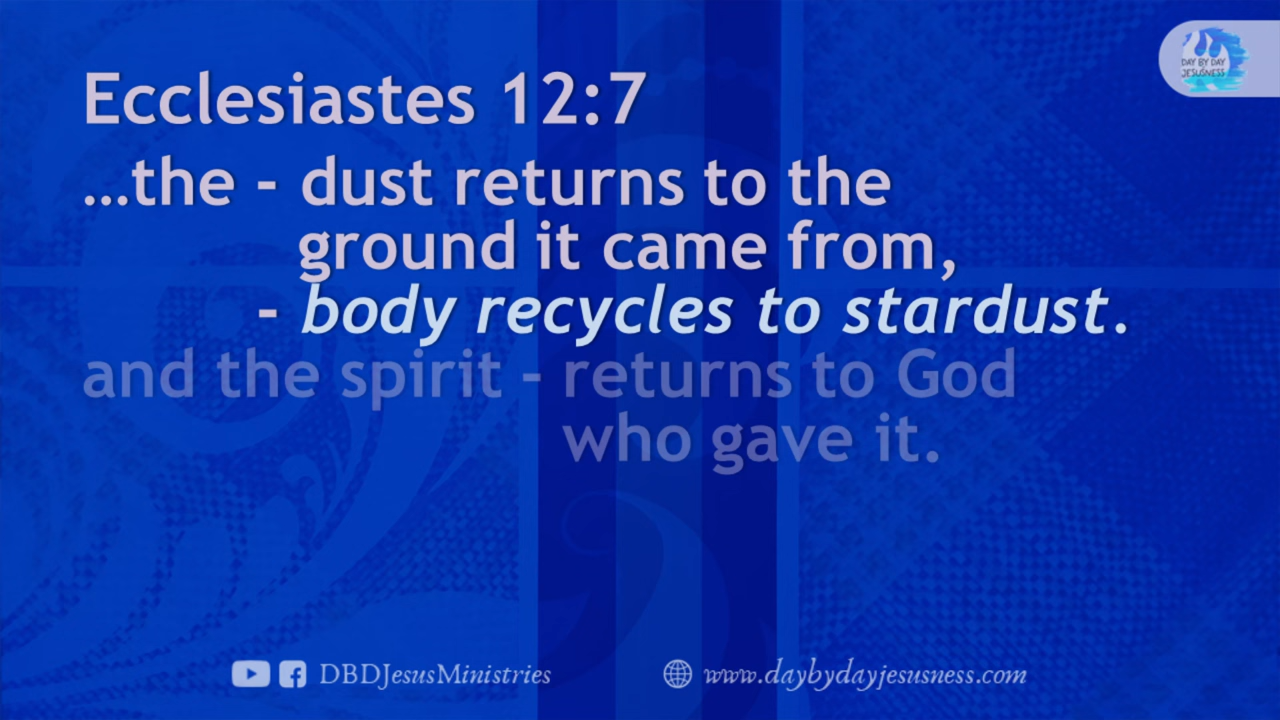 DAY BY DAY
JESUSNESS
Ecclesiastes 12:7
...the - dust returns to the
ground it came from,
- body recycles to stardust.
and the spirit - returns to God
who gave it.
DBDJesusMinistries
www.daybydayjesusness.com